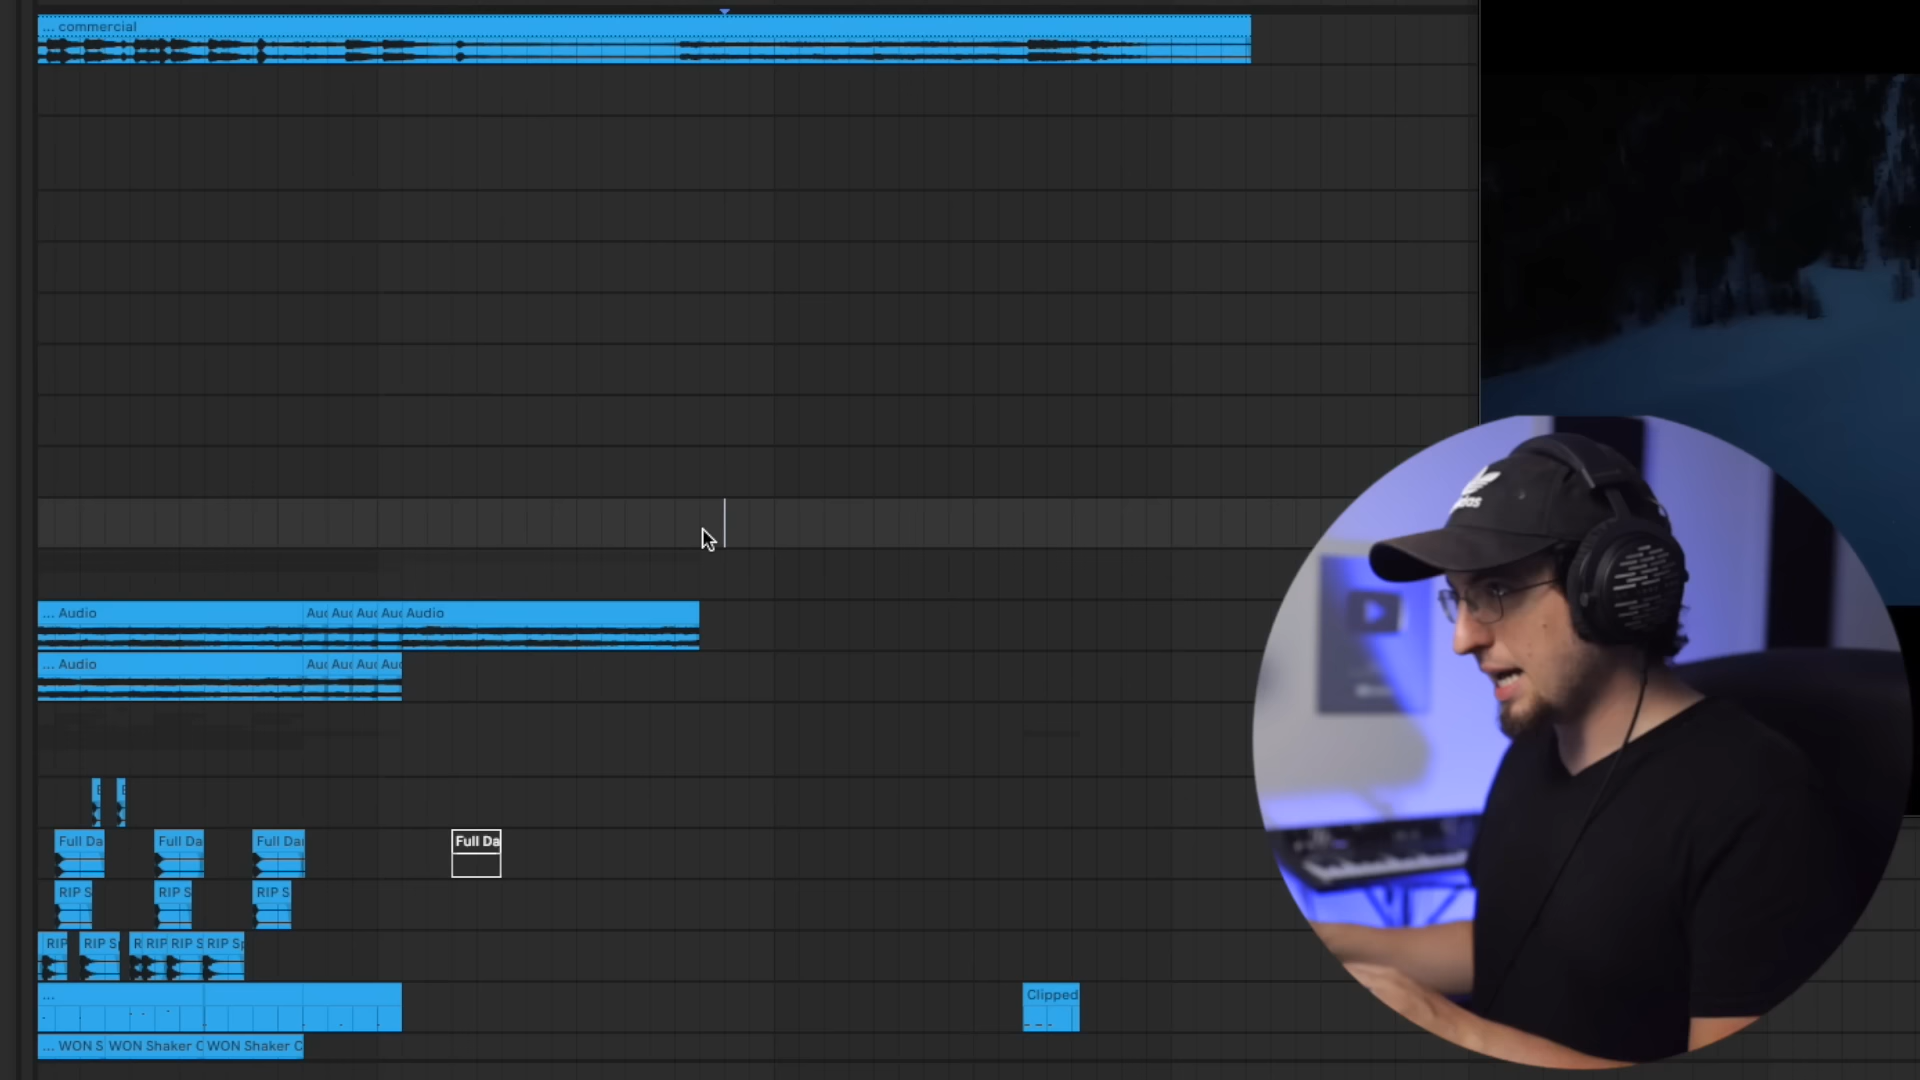 ... commercial
... Audio Auc Auc Auc Auc Audio
... Audio Auc Auc Auc Auc
E E
Full Da Full Da Full Da Full Da
RIP S RIP S RIP S
RIP RIP S R RIP RIP S RIP Sp
... Clipped
... WON S WON Shaker C WON Shaker C